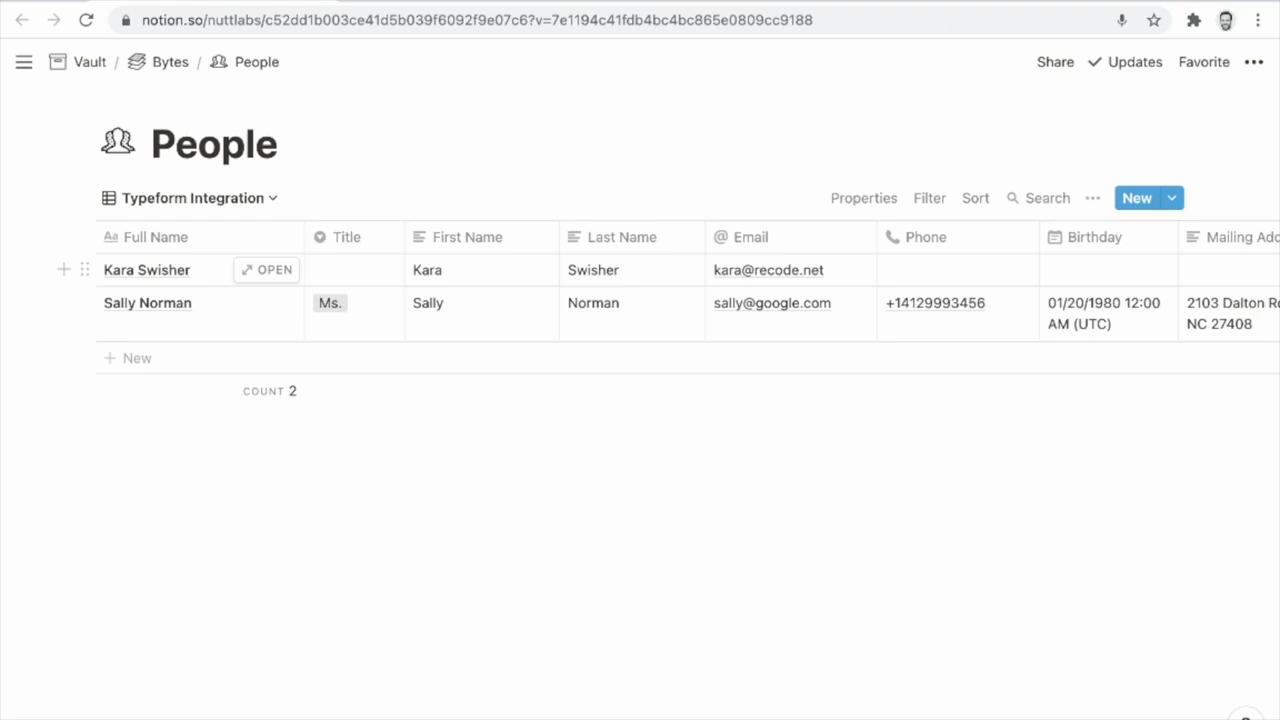 notion.so/nuttlabs/c52dd1b003ce41d5b039f6092f9e07c6?v=7e1194c41fdb4bc4bc865e0809cc9188
Vault / Bytes / People
Share Updates Favorite
People
Typeform Integration
Properties Filter Sort Search New
Aa Full Name Title First Name Last Name @ Email Phone Birthday Mailing Add
Kara Swisher OPEN Kara Swisher kara@recode.net
Sally Norman Ms. Sally Norman sally@google.com +14129993456 01/20/1980 12:00 2103 Dalton Ro
AM (UTC) NC 27408
+ New
COUNT 2